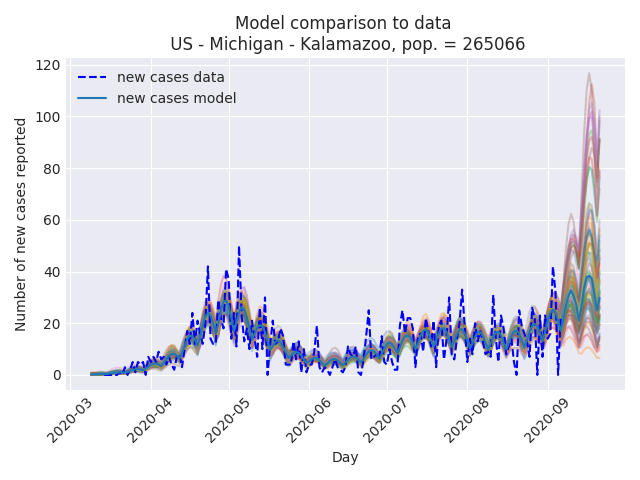 Model comparison to data
US - Michigan - Kalamazoo, pop. = 265066
new cases data
new cases model
Number of new cases reported
120
100
80
60
40
20
0
2020-03
2020-04
2020-05
2020-06
2020-07
2020-08
2020-09
Day